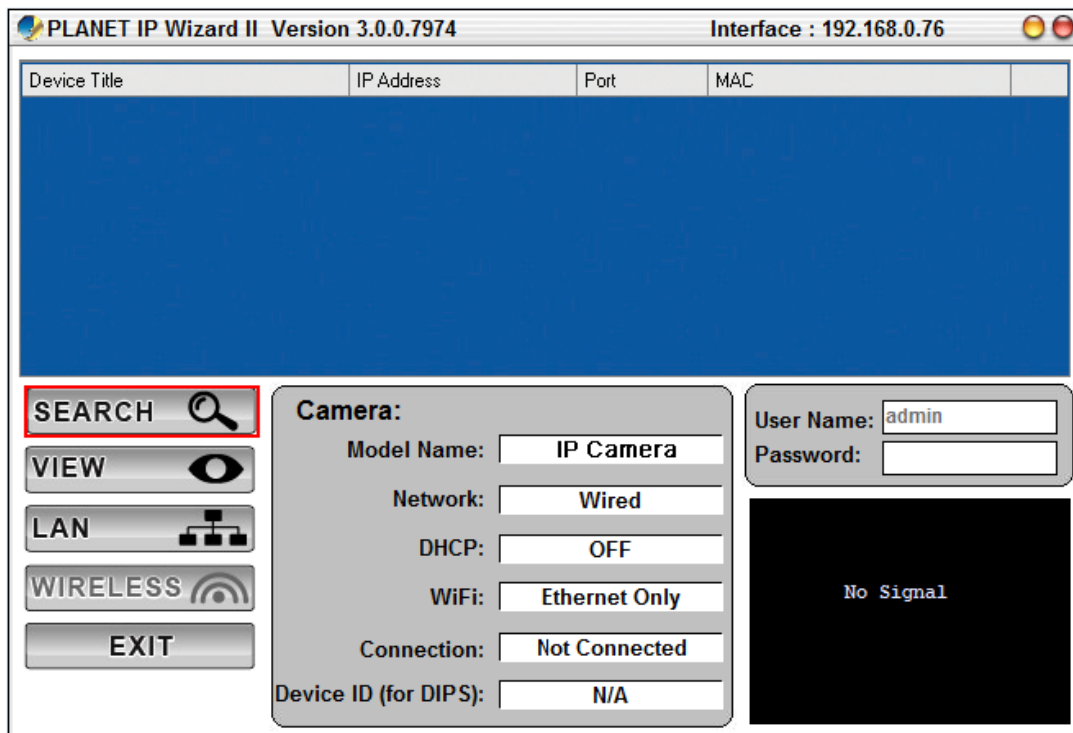 PLANET IP Wizard II Version 3.0.0.7974 Interface : 192.168.0.76
Device Title IP Address Port MAC
SEARCH
VIEW
LAN
WIRELESS
EXIT
Camera:
Model Name: IP Camera
Network: Wired
DHCP: OFF
WiFi: Ethernet Only
Connection: Not Connected
Device ID (for DIPS): N/A
User Name: admin
Password:
No Signal